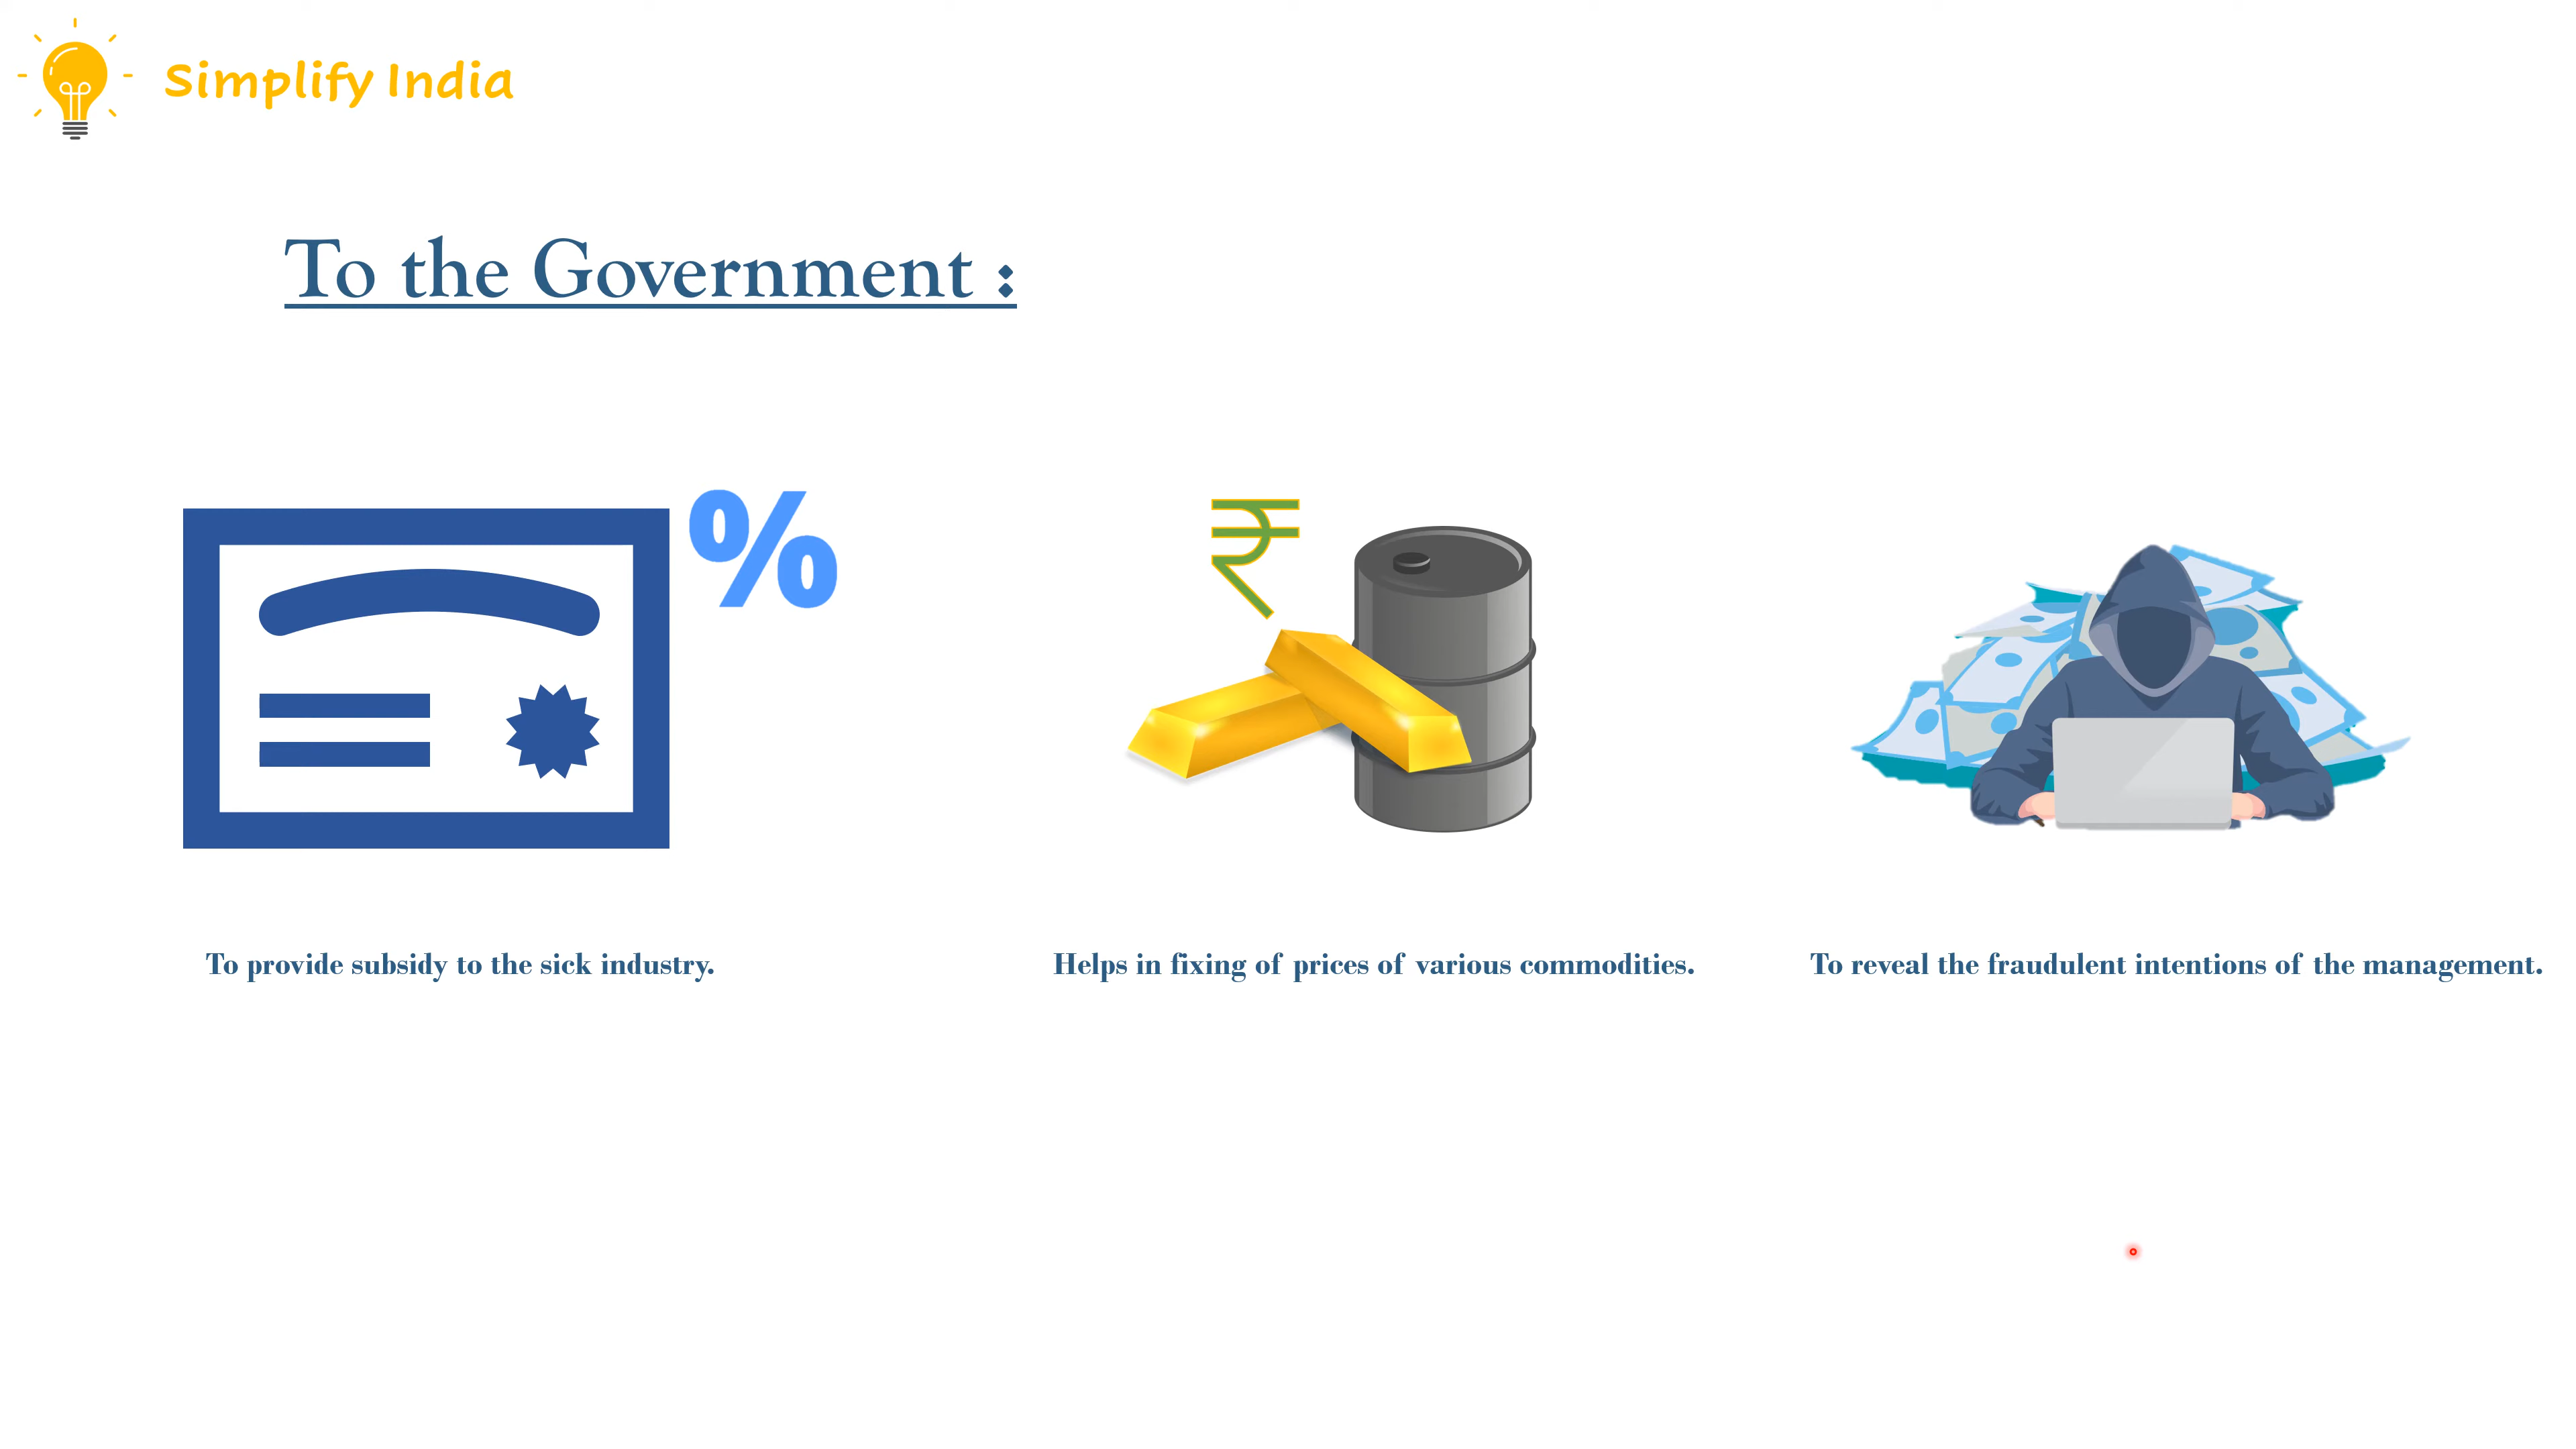 Simplify India
To the Government :
%
₹
To provide subsidy to the sick industry.
Helps in fixing of prices of various commodities.
To reveal the fraudulent intentions of the management.